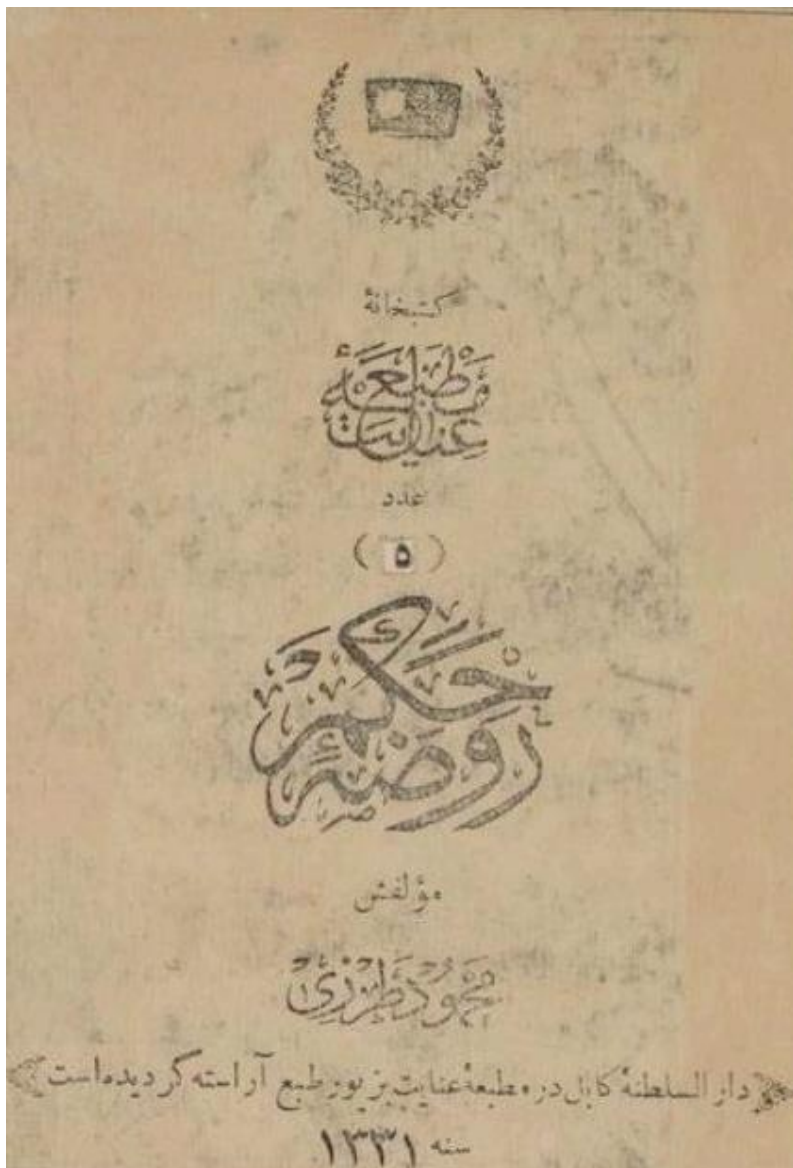 کتبخانهٔ
مطبعهٔ
عنایت
عدد
(۵)
روضهٔ حکم
مؤلفش
محمود طرزی
دار السلطنهٔ کابل در مطبعهٔ عنایت بزیور طبع آراسته گردیده است
سنه ۱۳۳۱